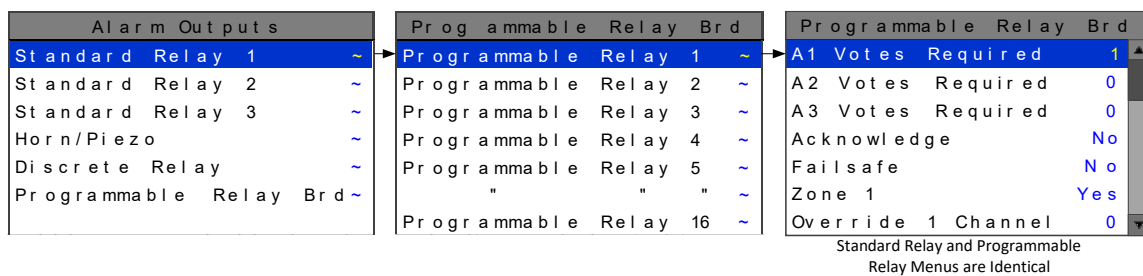 Alarm Outputs
Standard Relay 1 ~
Standard Relay 2 ~
Standard Relay 3 ~
Horn/Piezo ~
Discrete Relay ~
Programmable Relay Brd ~
Prog ammable Relay Brd
Programmable Relay 1 ~
Programmable Relay 2 ~
Programmable Relay 3 ~
Programmable Relay 4 ~
Programmable Relay 5 ~
" " " ~
Programmable Relay 16 ~
Programmable Relay Brd
A1 Votes Required 1
A2 Votes Required 0
A3 Votes Required 0
Acknowledge No
Failsafe No
Zone 1 Yes
Override 1 Channel 0
Standard Relay and Programmable
Relay Menus are Identical